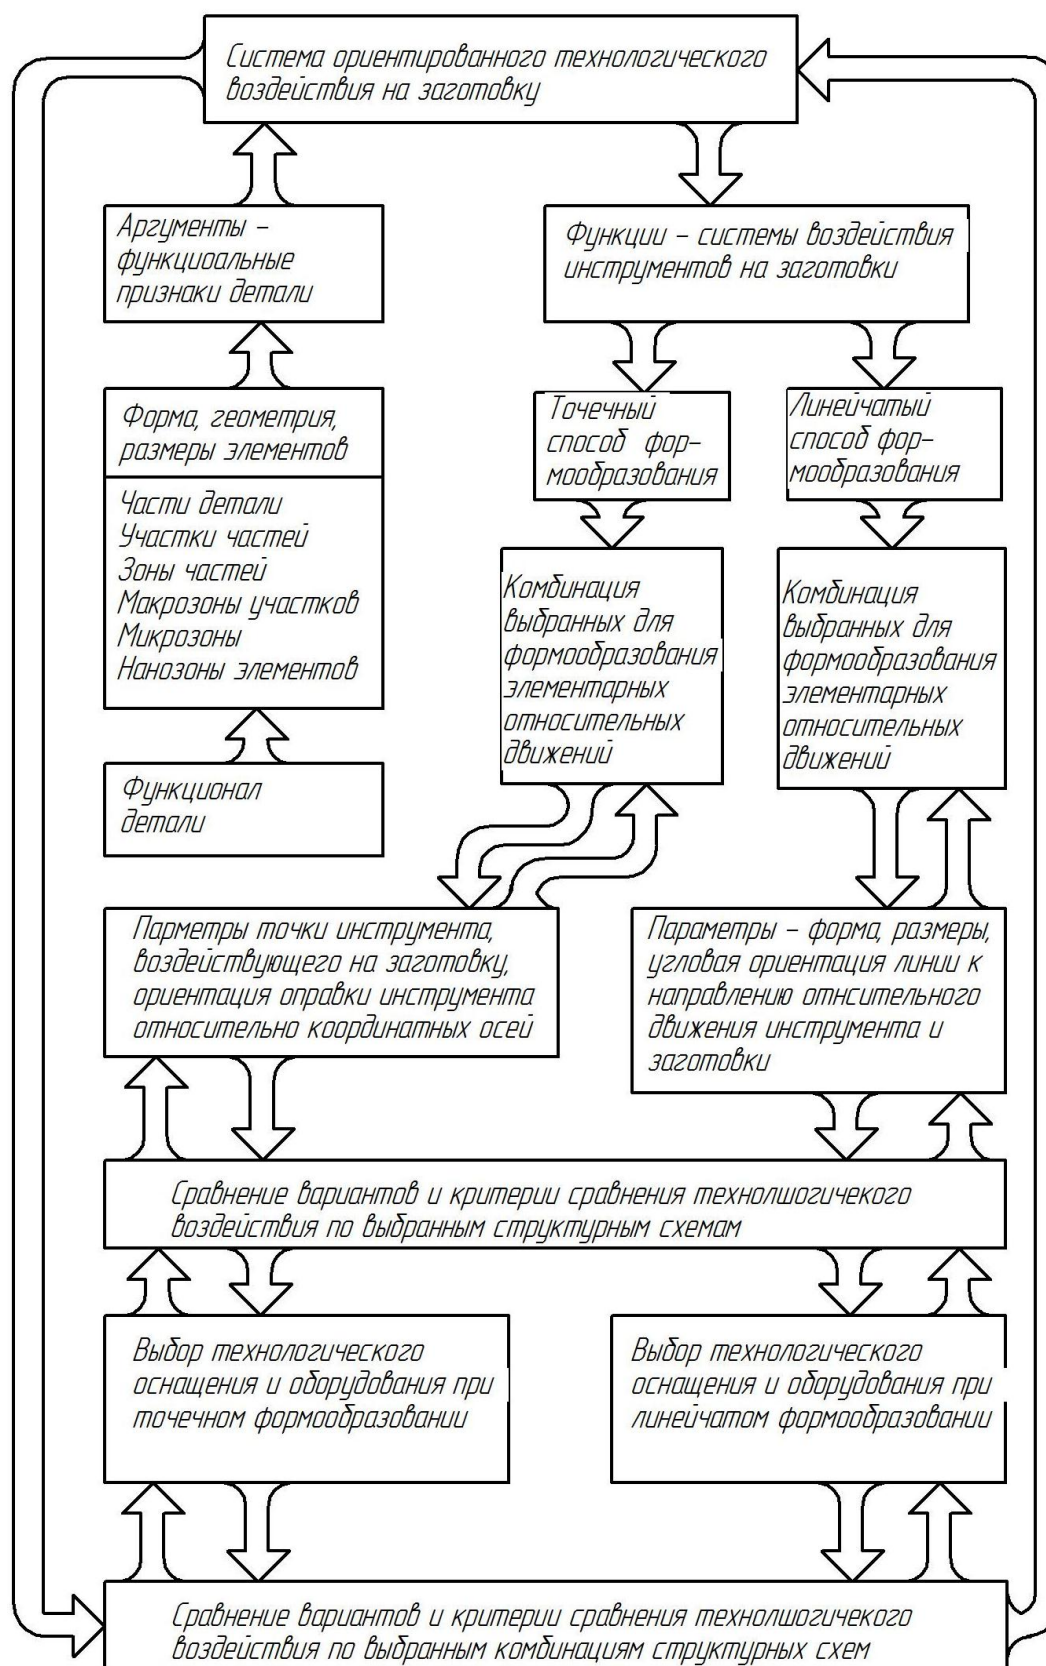 Система ориентированного технологического
воздействия на заготовку
Аргументы –
функциоальные
признаки детали
Функции – системы воздействия
инструментов на заготовки
Форма, геометрия,
размеры элементов
Части детали
Участки частей
Зоны частей
Макрозоны участков
Микрозоны
Нанозоны элементов
Функционал
детали
Точечный
способ фор-
мообразования
Линейчатый
способ фор-
мообразования
Комбинация
выбранных для
формообразования
элементарных
относительных
движений
Комбинация
выбранных для
формообразования
элементарных
относительных
движений
Парметры точки инструмента,
воздействующего на заготовку,
ориентация оправки инструмента
относительно координатных осей
Параметры – форма, размеры,
угловая ориентация линии к
направлению отнсительного
движения инструмента и
заготовки
Сравнение вариантов и критерии сравнения технолшогичекого
воздействия по выбранным структурным схемам
Выбор технологического
оснащения и оборудования при
точечном формообразовании
Выбор технологического
оснащения и оборудования при
линейчатом формообразовании
Сравнение вариантов и критерии сравнения технолшогичекого
воздействия по выбранным комбинациям структурных схем